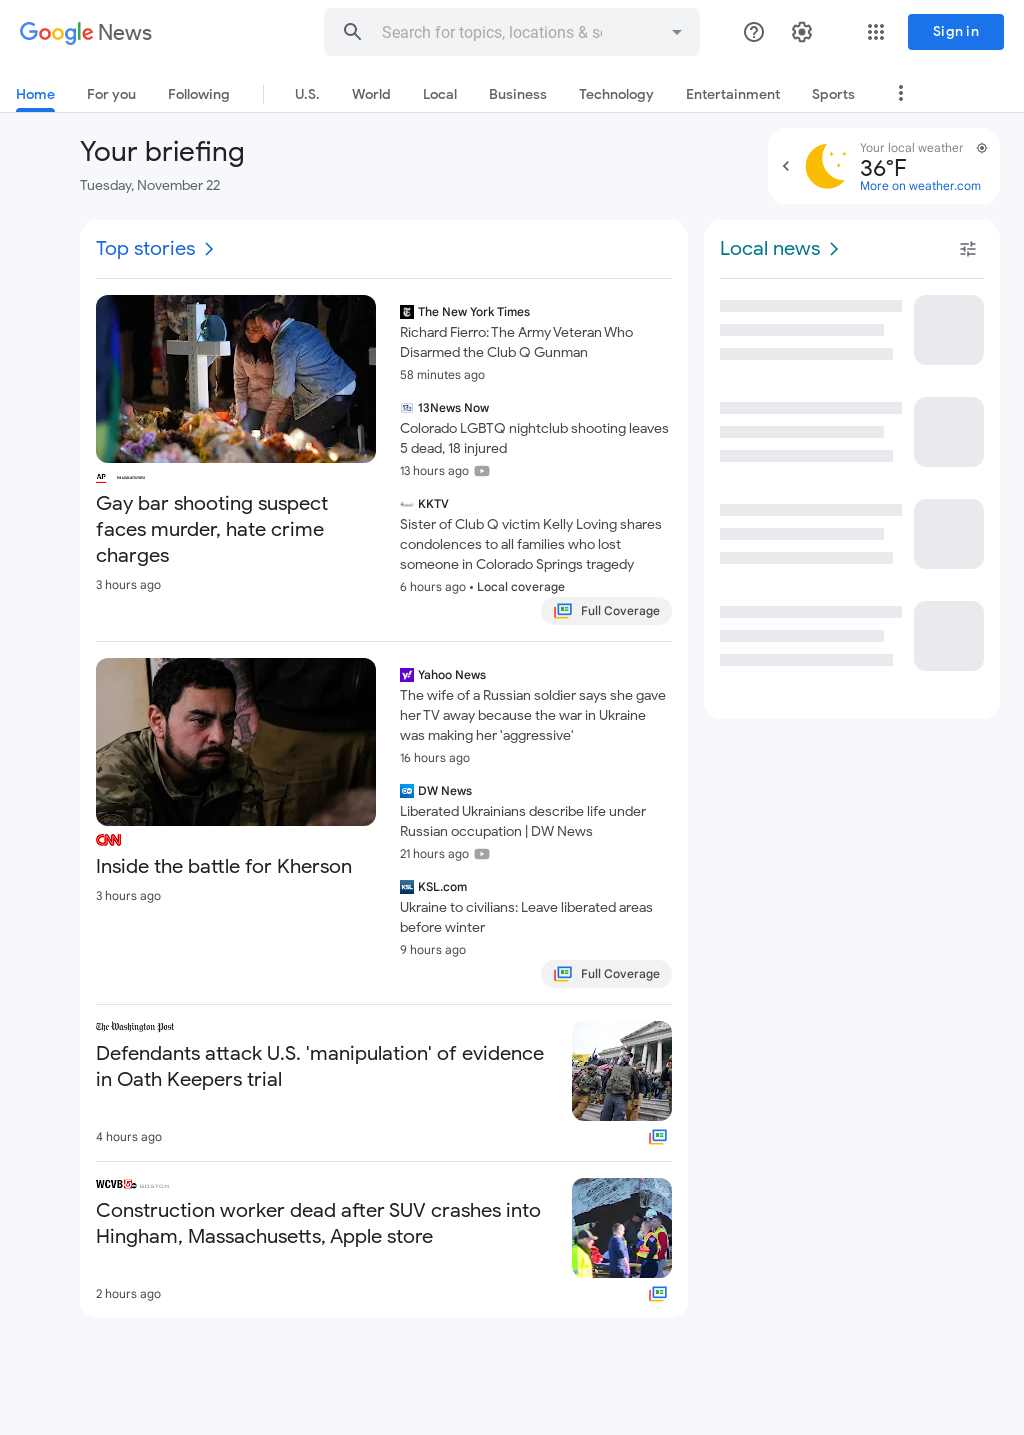 Google News
Search for topics, locations & so
Sign in
Home
For you
Following
U.S.
World
Local
Business
Technology
Entertainment
Sports
Your briefing
Tuesday, November 22
Your local weather
36°F
More on weather.com
Top stories
AP
Gay bar shooting suspect
faces murder, hate crime
charges
3 hours ago
The New York Times
Richard Fierro: The Army Veteran Who
Disarmed the Club Q Gunman
58 minutes ago
13News Now
Colorado LGBTQ nightclub shooting leaves
5 dead, 18 injured
13 hours ago
KKTV
Sister of Club Q victim Kelly Loving shares
condolences to all families who lost
someone in Colorado Springs tragedy
6 hours ago • Local coverage
Full Coverage
CNN
Inside the battle for Kherson
3 hours ago
Yahoo News
The wife of a Russian soldier says she gave
her TV away because the war in Ukraine
was making her 'aggressive'
16 hours ago
DW News
Liberated Ukrainians describe life under
Russian occupation | DW News
21 hours ago
KSL
KSL.com
Ukraine to civilians: Leave liberated areas
before winter
9 hours ago
Full Coverage
The Washington Post
Defendants attack U.S. 'manipulation' of evidence
in Oath Keepers trial
4 hours ago
WCVB 5 BOSTON
Construction worker dead after SUV crashes into
Hingham, Massachusetts, Apple store
2 hours ago
Local news